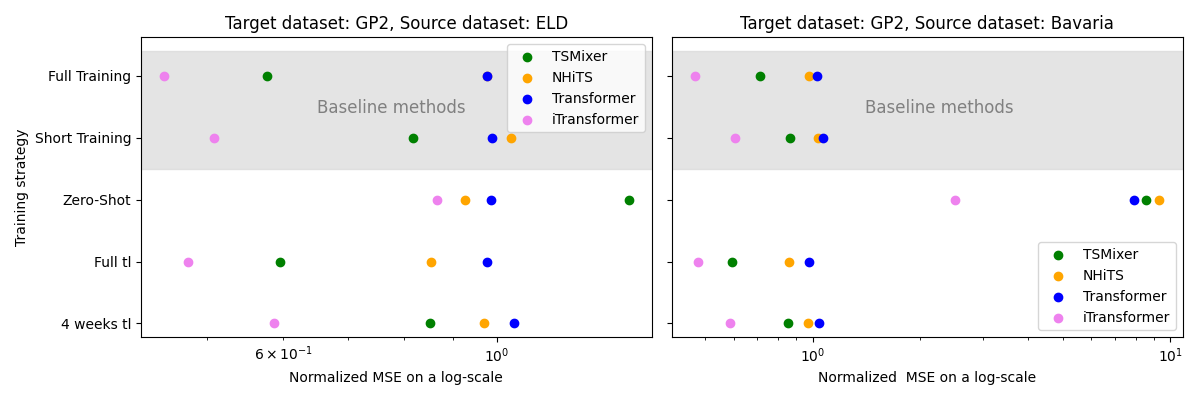 Target dataset: GP2, Source dataset: ELD
Target dataset: GP2, Source dataset: Bavaria
Training strategy
Full Training
Short Training
Zero-Shot
Full tl
4 weeks tl
Baseline methods
TSMixer
NHiTS
Transformer
iTransformer
6 × 10⁻¹
10⁰
Normalized MSE on a log-scale
Baseline methods
TSMixer
NHiTS
Transformer
iTransformer
10⁰
10¹
Normalized  MSE on a log-scale